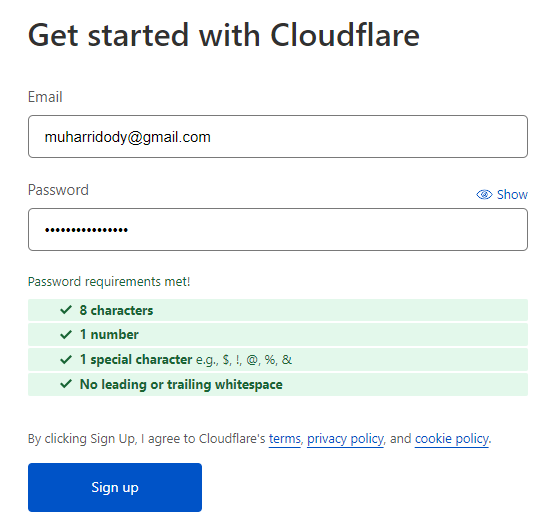 Get started with Cloudflare
Email
muharridody@gmail.com
Password
Show
••••••••••••••••
Password requirements met!
8 characters
1 number
1 special character e.g., $, !, @, %, &
No leading or trailing whitespace
By clicking Sign Up, I agree to Cloudflare's terms, privacy policy, and cookie policy.
Sign up